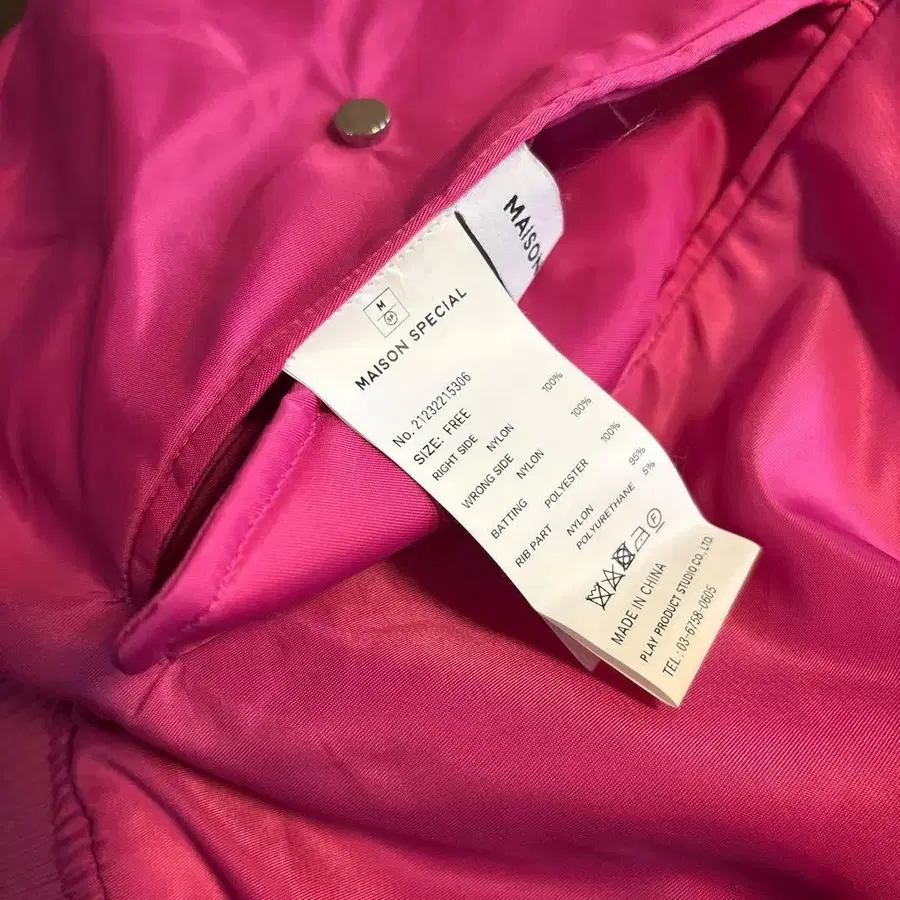 MAISON
M
SP
MAISON SPECIAL
No. 21232215306
SIZE: FREE
RIGHT SIDE NYLON 100%
WRONG SIDE NYLON 100%
BATTING POLYESTER 100%
RIB PART NYLON 95%
POLYURETHANE 5%
F
MADE IN CHINA
PLAY PRODUCT STUDIO CO.,LTD.
TEL.: 03-6758-0605